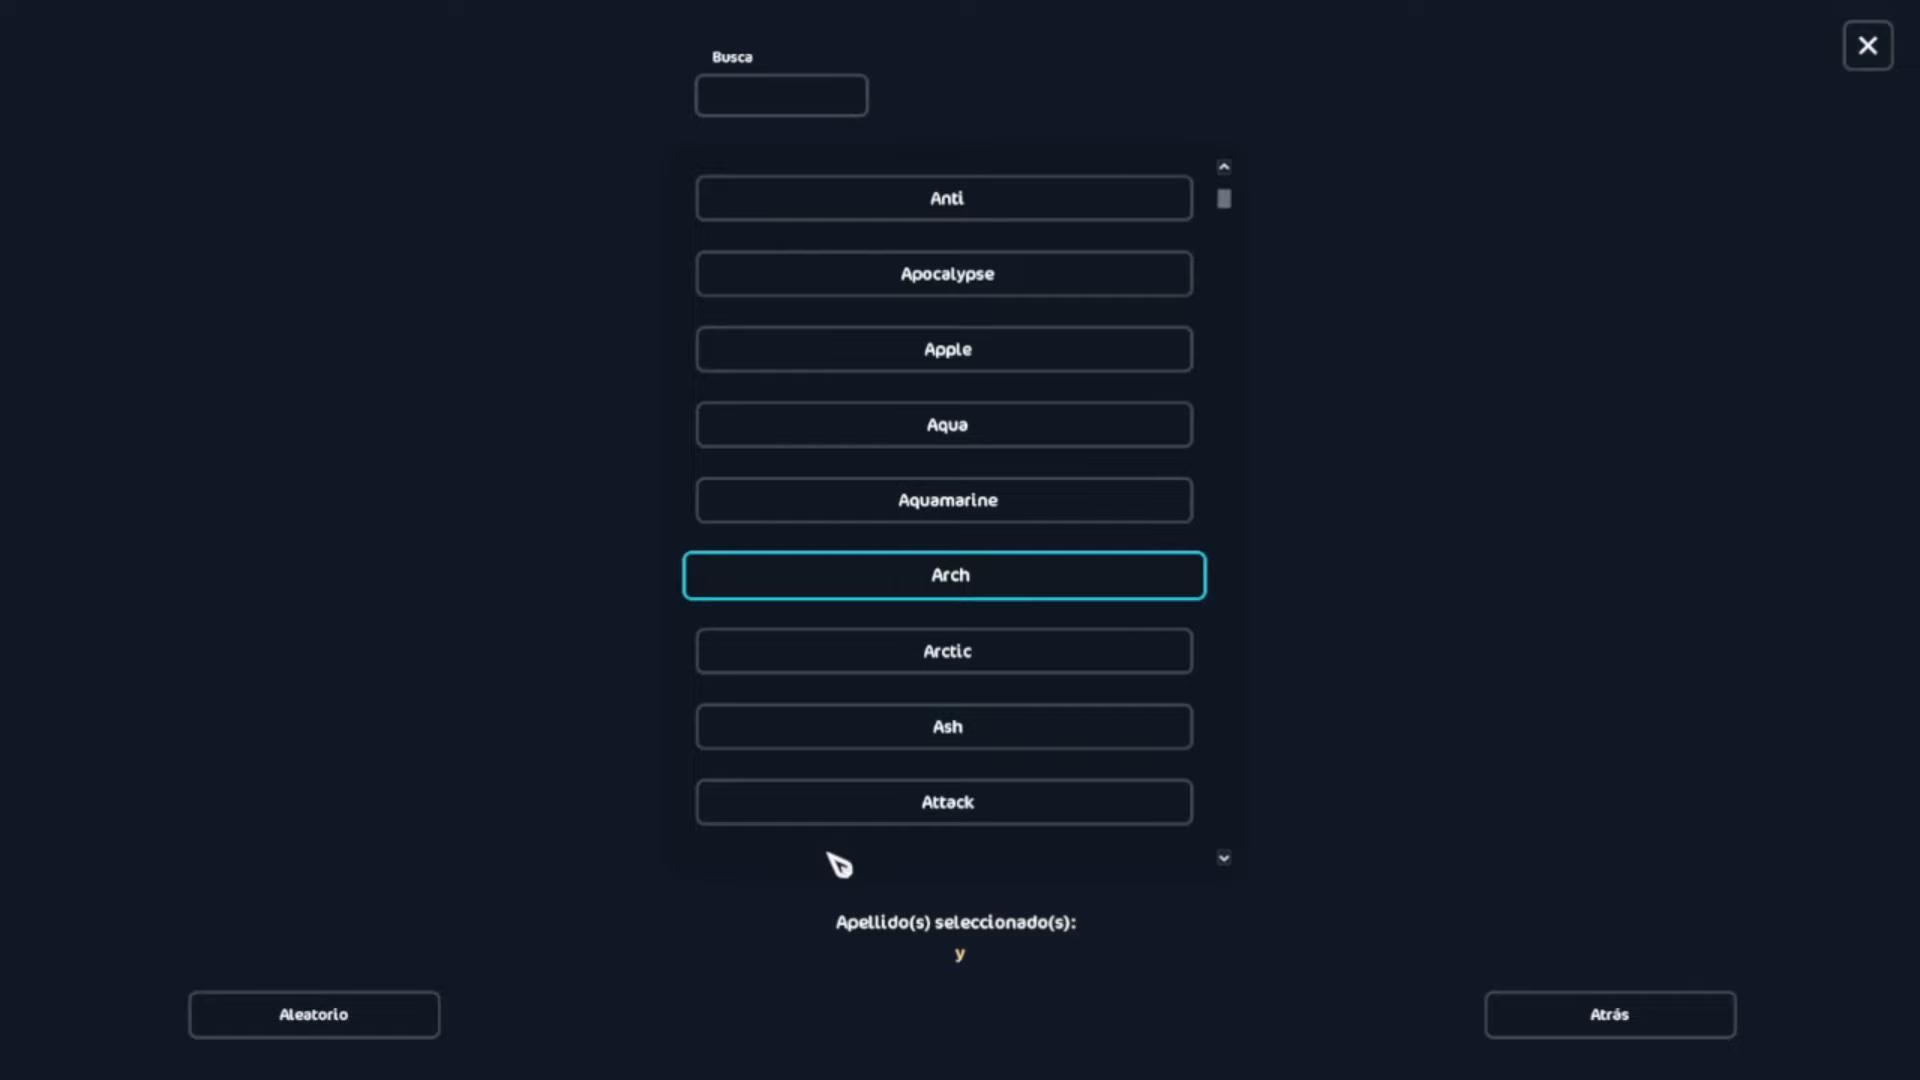 Busca
Anti
Apocalypse
Apple
Aqua
Aquamarine
Arch
Arctic
Ash
Attack
Apellido(s) seleccionado(s):
y
Aleatorio
Atrás